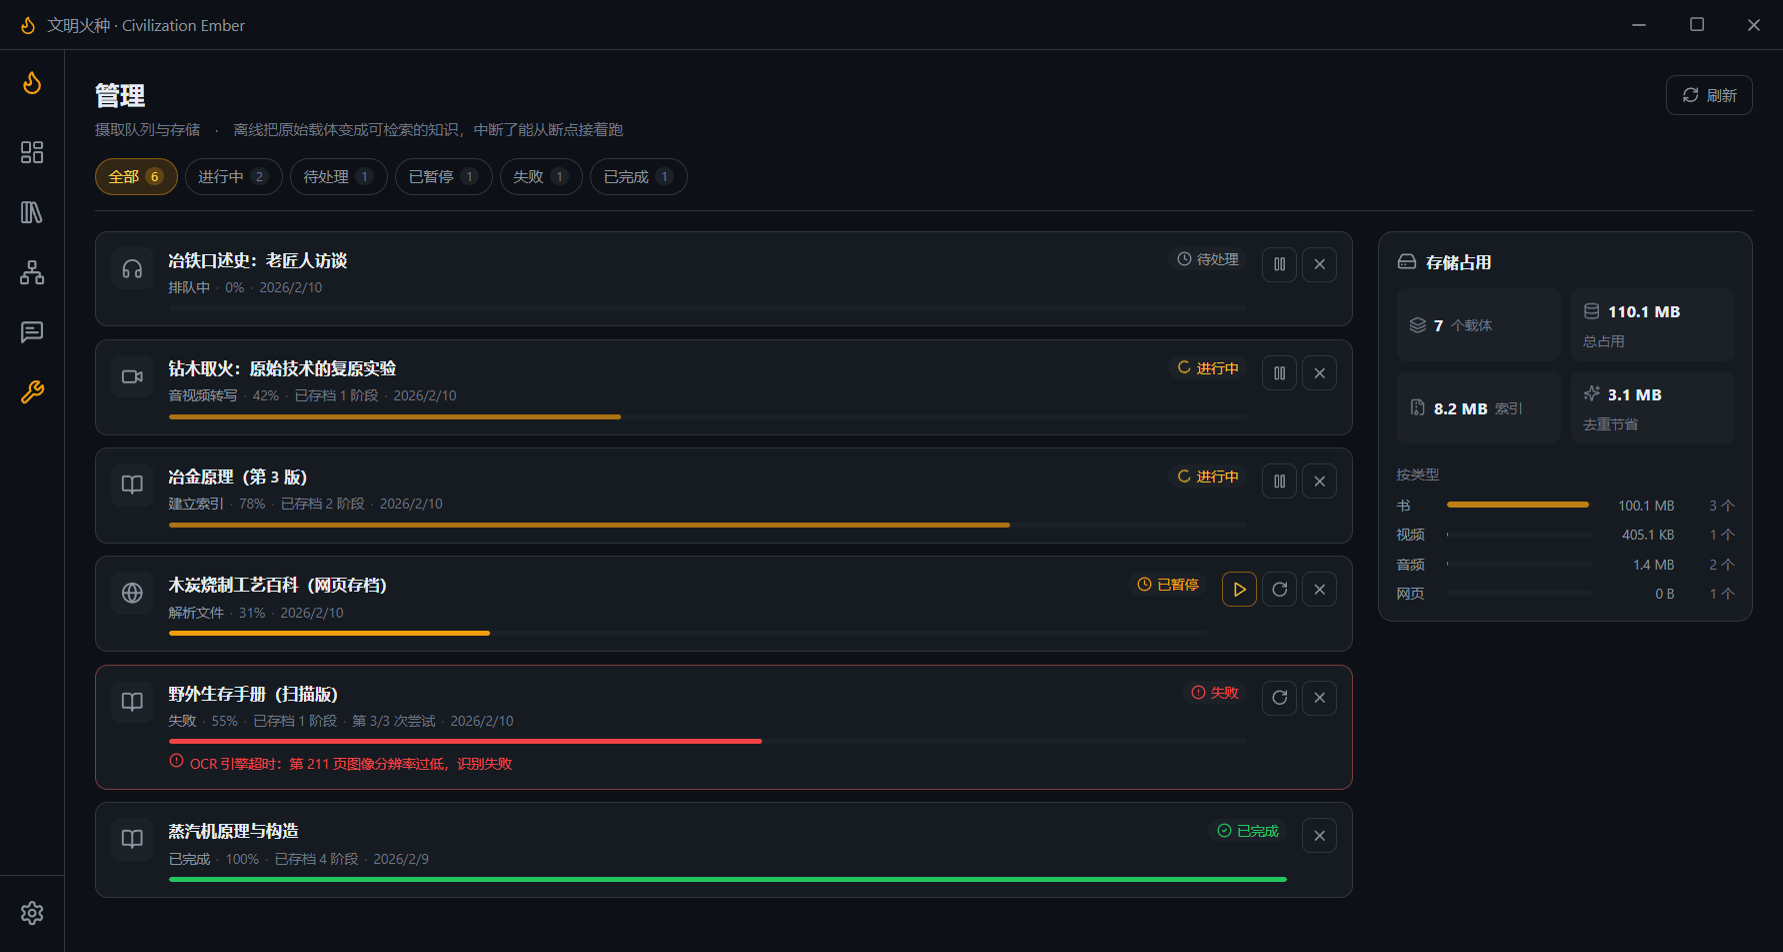 文明火种 · Civilization Ember
管理
刷新
摄取队列与存储 · 离线把原始载体变成可检索的知识，中断了能从断点接着跑
全部 6 进行中 2 待处理 1 已暂停 1 失败 1 已完成 1
冶铁口述史：老匠人访谈
待处理
排队中 · 0% · 2026/2/10
钻木取火：原始技术的复原实验
进行中
音视频转写 · 42% · 已存档 1 阶段 · 2026/2/10
冶金原理（第 3 版）
进行中
建立索引 · 78% · 已存档 2 阶段 · 2026/2/10
木炭烧制工艺百科（网页存档）
已暂停
解析文件 · 31% · 2026/2/10
野外生存手册（扫描版）
失败
失败 · 55% · 已存档 1 阶段 · 第 3/3 次尝试 · 2026/2/10
OCR 引擎超时：第 211 页图像分辨率过低，识别失败
蒸汽机原理与构造
已完成
已完成 · 100% · 已存档 4 阶段 · 2026/2/9
存储占用
7 个载体
110.1 MB
总占用
8.2 MB 索引
3.1 MB
去重节省
按类型
书 100.1 MB 3 个
视频 405.1 KB 1 个
音频 1.4 MB 2 个
网页 0 B 1 个